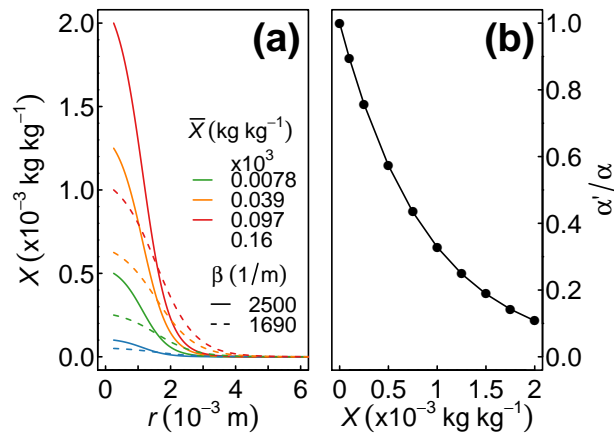 (a)
2.0
1.5
1.0
0.5
0.0
X (x10⁻³ kg kg⁻¹)
X̅ (kg kg⁻¹)
x10³
0.0078
0.039
0.097
0.16
β (1/m)
2500
1690
0 2 4 6
r (10⁻³ m)
(b)
1.0
0.8
0.6
0.4
0.2
0.0
α'/α
0 0.5 1.0 1.5 2
X (x10⁻³ kg kg⁻¹)